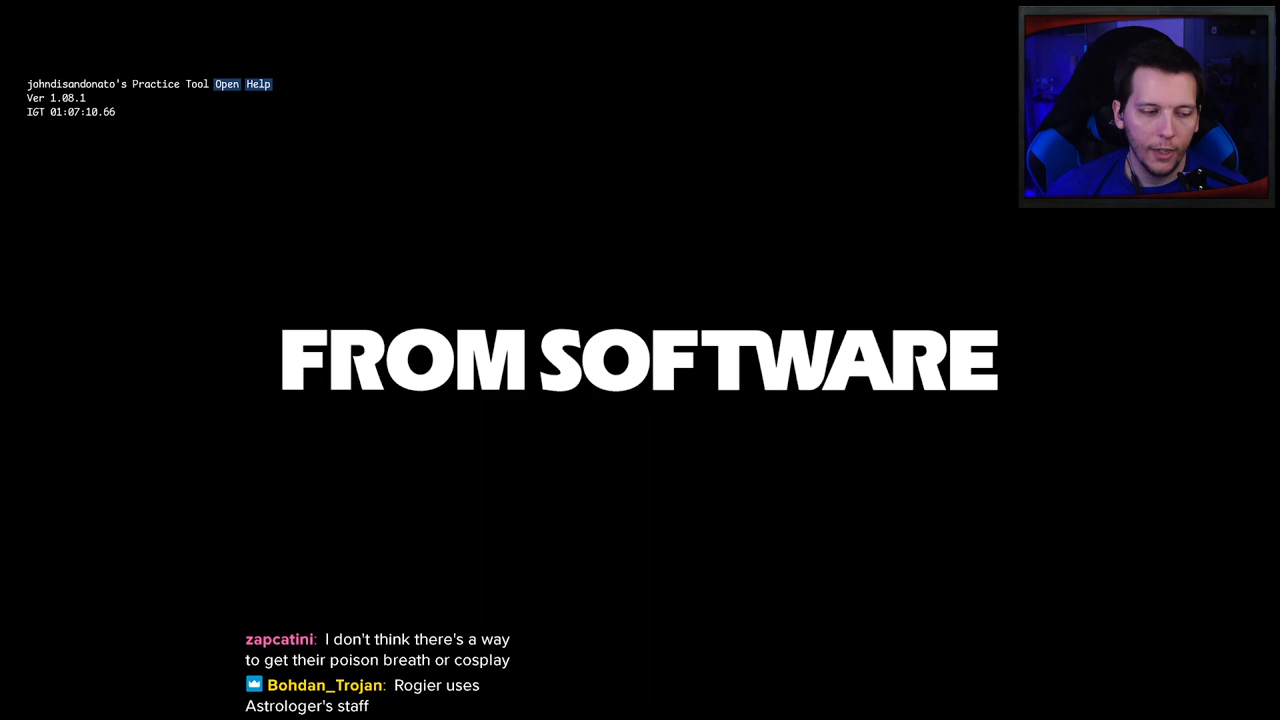 johndisandonato's Practice Tool Open Help
Ver 1.08.1
IGT 01:07:10.66
FROM SOFTWARE
zapcatini: I don't think there's a way
to get their poison breath or cosplay
Bohdan_Trojan: Rogier uses
Astrologer's staff